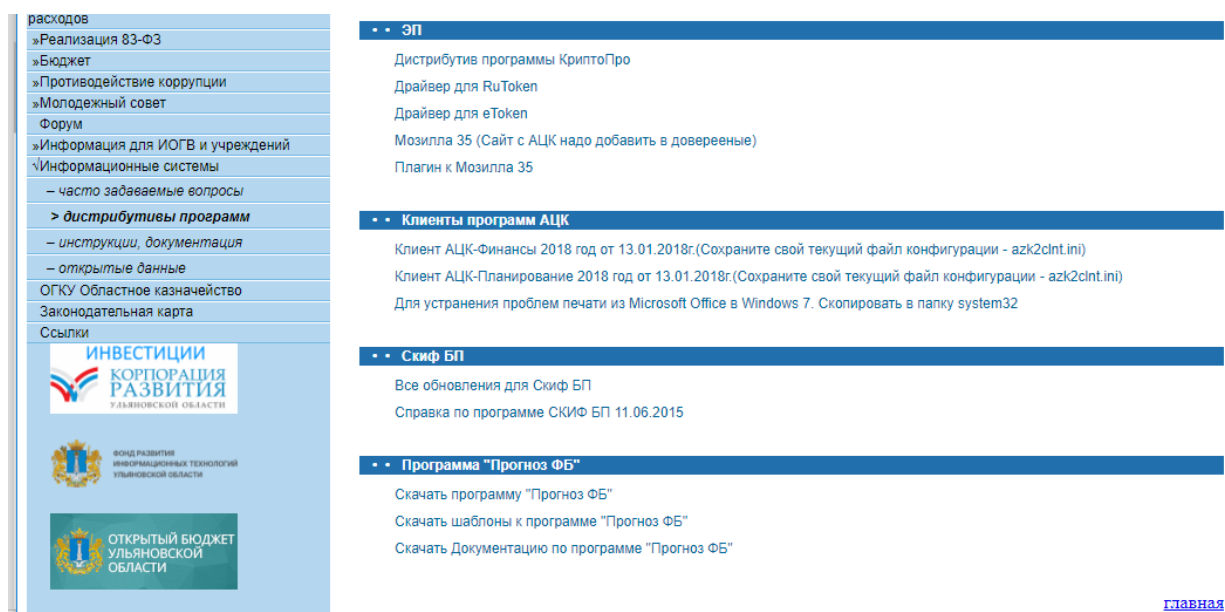 расходов
»Реализация 83-ФЗ
»Бюджет
»Противодействие коррупции
»Молодежный совет
Форум
»Информация для ИОГВ и учреждений
√Информационные системы
– часто задаваемые вопросы
> дистрибутивы программ
– инструкции, документация
– открытые данные
ОГКУ Областное казначейство
Законодательная карта
Ссылки
ИНВЕСТИЦИИ
КОРПОРАЦИЯ
РАЗВИТИЯ
УЛЬЯНОВСКОЙ ОБЛАСТИ
ФОНД РАЗВИТИЯ
ИНФОРМАЦИОННЫХ ТЕХНОЛОГИЙ
УЛЬЯНОВСКОЙ ОБЛАСТИ
ОТКРЫТЫЙ БЮДЖЕТ
УЛЬЯНОВСКОЙ
ОБЛАСТИ
• • ЭП
Дистрибутив программы КриптоПро
Драйвер для RuToken
Драйвер для eToken
Мозилла 35 (Сайт с АЦК надо добавить в довереeные)
Плагин к Мозилла 35
• • Клиенты программ АЦК
Клиент АЦК-Финансы 2018 год от 13.01.2018г.(Сохраните свой текущий файл конфигурации - azk2clnt.ini)
Клиент АЦК-Планирование 2018 год от 13.01.2018г.(Сохраните свой текущий файл конфигурации - azk2clnt.ini)
Для устранения проблем печати из Microsoft Office в Windows 7. Скопировать в папку system32
• • Скиф БП
Все обновления для Скиф БП
Справка по программе СКИФ БП 11.06.2015
• • Программа "Прогноз ФБ"
Скачать программу "Прогноз ФБ"
Скачать шаблоны к программе "Прогноз ФБ"
Скачать Документацию по программе "Прогноз ФБ"
главная